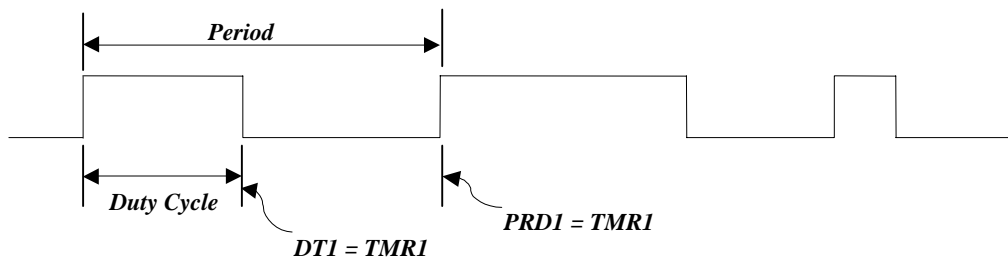 Period
Duty Cycle
DT1 = TMR1
PRD1 = TMR1